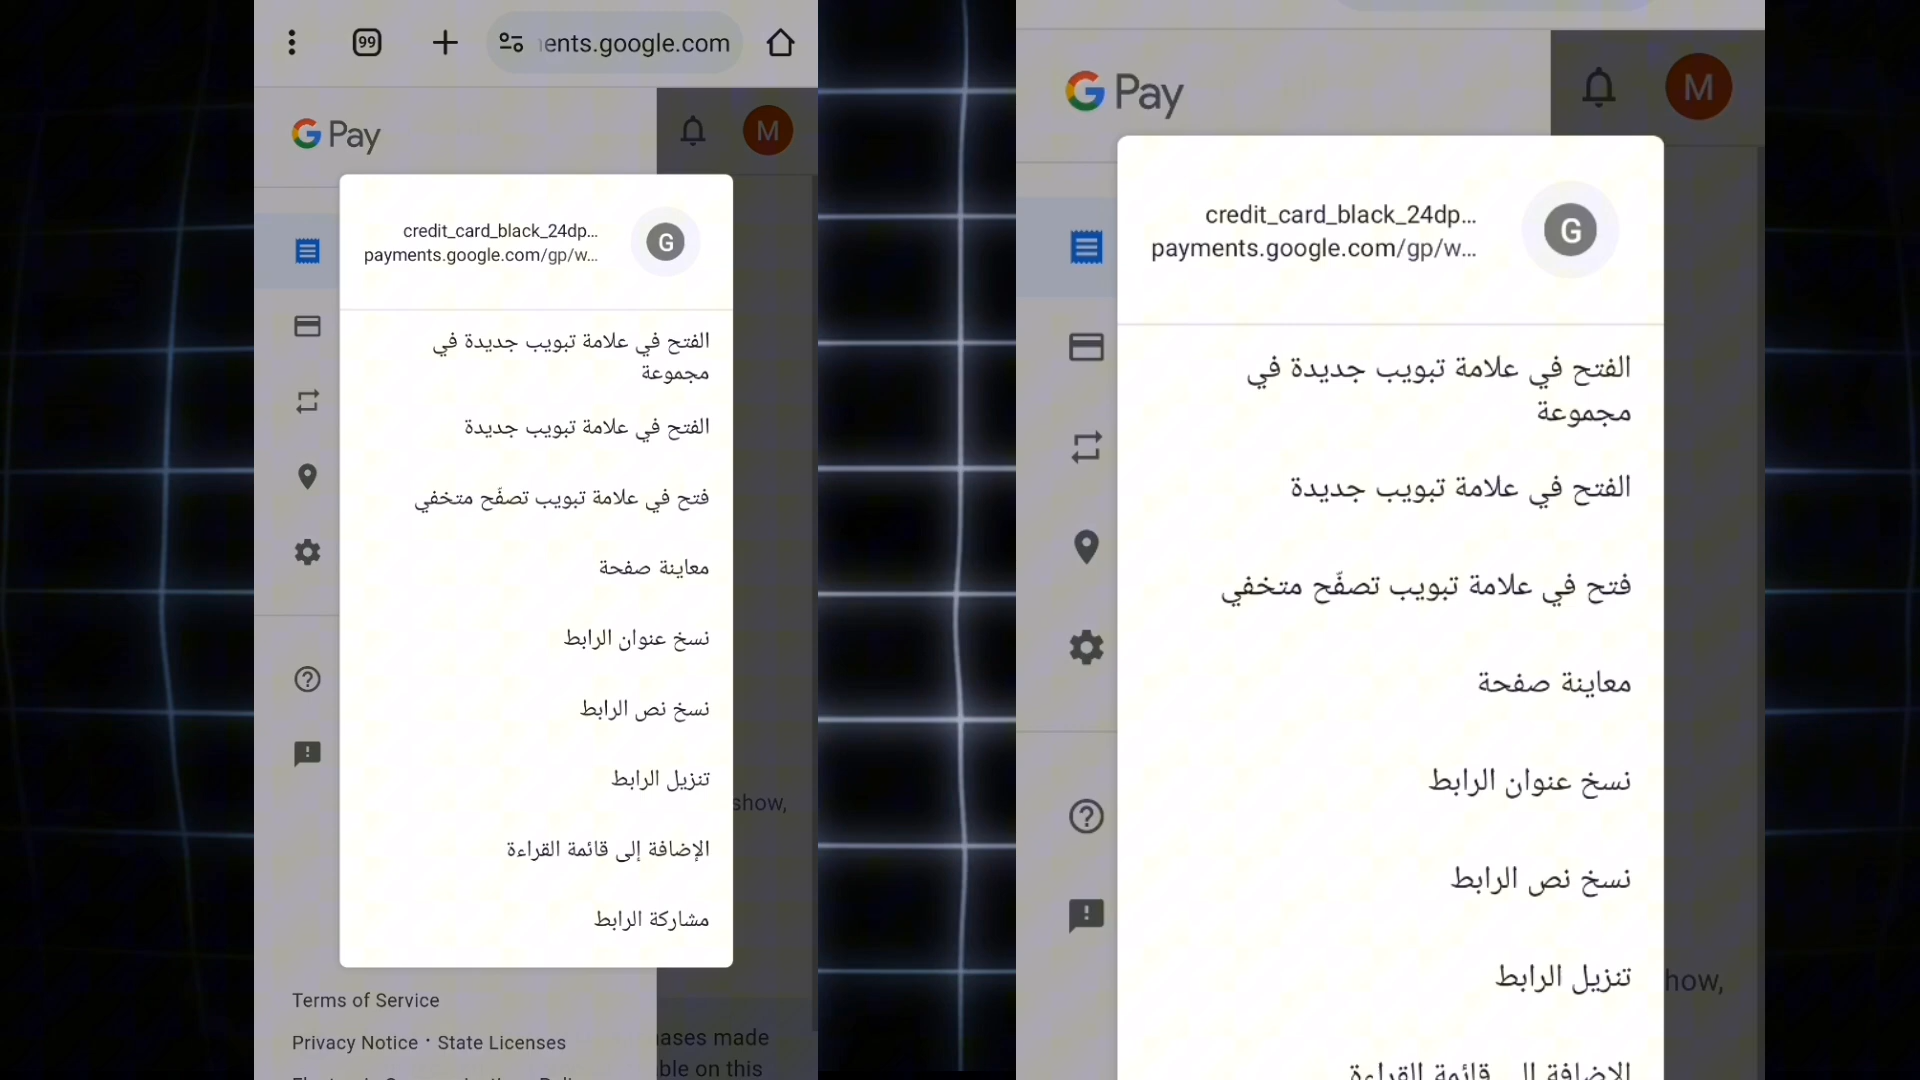 99
ents.google.com
G Pay
M
credit_card_black_24dp...
payments.google.com/gp/w...
G
الفتح في علامة تبويب جديدة في
مجموعة
الفتح في علامة تبويب جديدة
فتح في علامة تبويب تصفّح متخفي
معاينة صفحة
نسخ عنوان الرابط
نسخ نص الرابط
تنزيل الرابط
show,
الإضافة إلى قائمة القراءة
مشاركة الرابط
Terms of Service
Privacy Notice · State Licenses
made
on this
G Pay
M
credit_card_black_24dp...
payments.google.com/gp/w...
G
الفتح في علامة تبويب جديدة في
مجموعة
الفتح في علامة تبويب جديدة
فتح في علامة تبويب تصفّح متخفي
معاينة صفحة
نسخ عنوان الرابط
نسخ نص الرابط
تنزيل الرابط
how,
الإضافة إلى قائمة القراءة